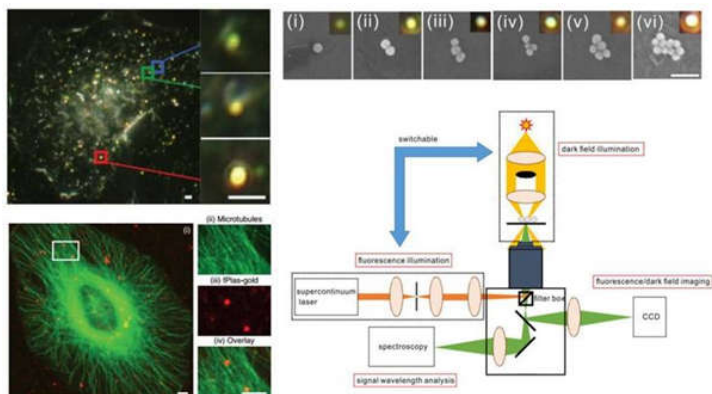 (i)
(ii)
(iii)
(iv)
(v)
(vi)
switchable
dark field illumination
fluorescence illumination
fluorescence/dark field imaging
supercontinuum
laser
filter box
CCD
spectroscopy
signal wavelength analysis
(i)
(ii) Microtubules
(iii) fPlas-gold
(iv) Overlay